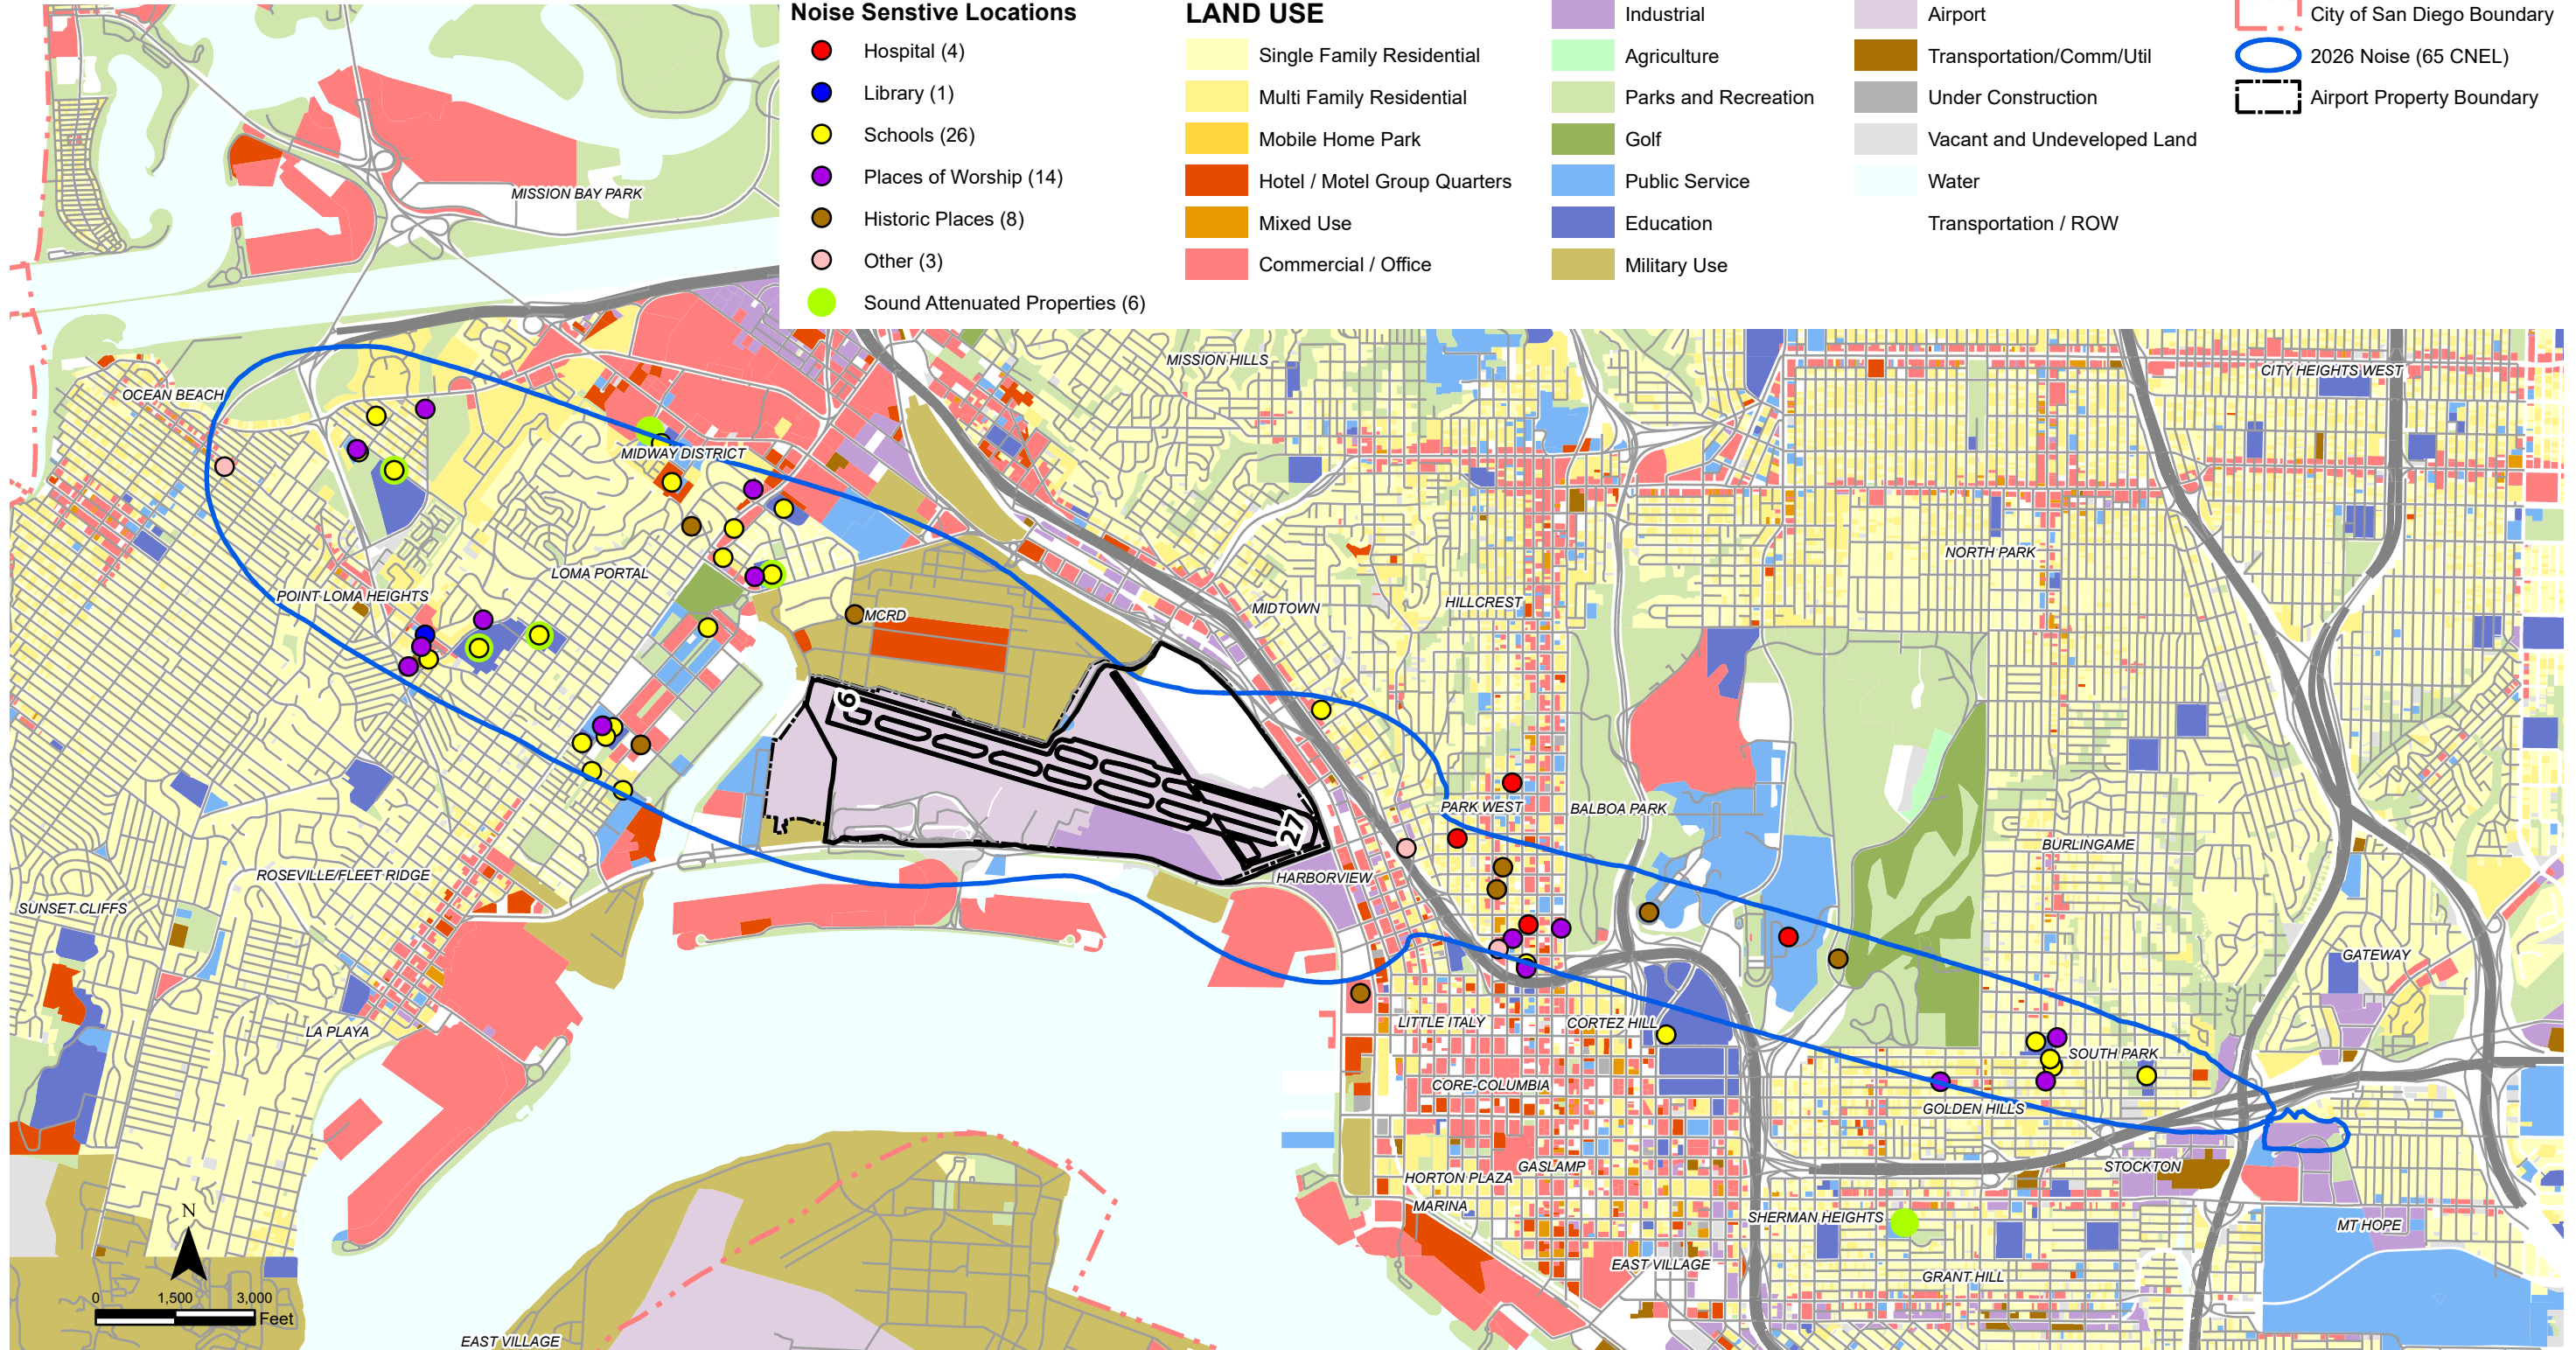 Noise Senstive Locations
Hospital (4)
Library (1)
Schools (26)
Places of Worship (14)
Historic Places (8)
Other (3)
Sound Attenuated Properties (6)
LAND USE
Single Family Residential
Multi Family Residential
Mobile Home Park
Hotel / Motel Group Quarters
Mixed Use
Commercial / Office
Industrial
Agriculture
Parks and Recreation
Golf
Public Service
Education
Military Use
Airport
Transportation/Comm/Util
Under Construction
Vacant and Undeveloped Land
Water
Transportation / ROW
City of San Diego Boundary
2026 Noise (65 CNEL)
Airport Property Boundary
MISSION BAY PARK
MISSION HILLS
CITY HEIGHTS WEST
OCEAN BEACH
MIDWAY DISTRICT
NORTH PARK
LOMA PORTAL
POINT LOMA HEIGHTS
MCRD
MIDTOWN
HILLCREST
9
27
PARK WEST
BALBOA PARK
BURLINGAME
HARBORVIEW
ROSEVILLE/FLEET RIDGE
SUNSET CLIFFS
GATEWAY
LA PLAYA
LITTLE ITALY
CORTEZ HILL
SOUTH PARK
CORE-COLUMBIA
GOLDEN HILLS
GASLAMP
STOCKTON
HORTON PLAZA
MARINA
SHERMAN HEIGHTS
MT HOPE
EAST VILLAGE
GRANT HILL
N
0 1,500 3,000
Feet
EAST VILLAGE